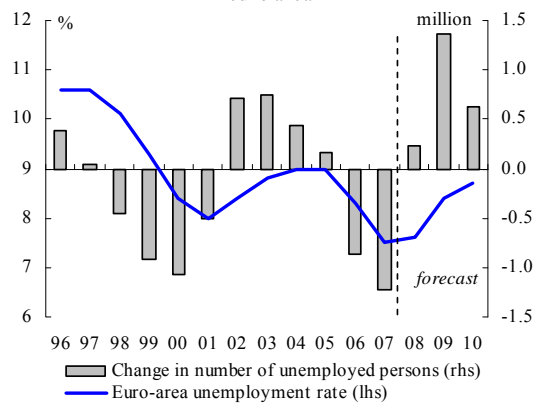 12 % million 1.5
11 1.0
10 0.5
9 0.0
8 -0.5
7 forecast -1.0
6 -1.5
96 97 98 99 00 01 02 03 04 05 06 07 08 09 10
Change in number of unemployed persons (rhs)
Euro-area unemployment rate (lhs)